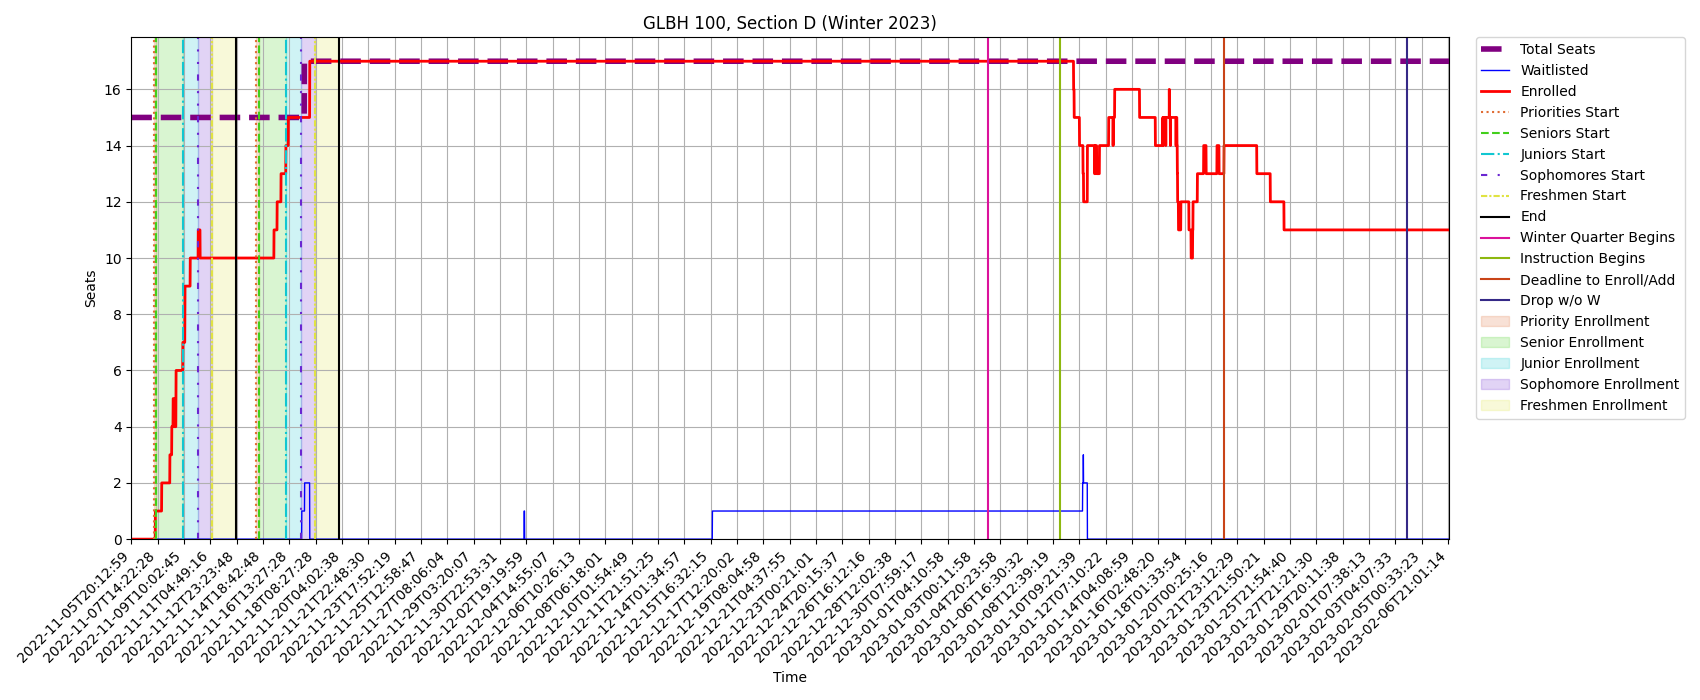 GLBH 100, Section D (Winter 2023)
Seats
16
14
12
10
8
6
4
2
0
2022-11-05T20:12:59
2022-11-07T14:22:28
2022-11-09T10:02:45
2022-11-11T04:49:16
2022-11-12T23:23:48
2022-11-14T18:42:48
2022-11-16T13:27:28
2022-11-18T08:27:28
2022-11-20T04:02:38
2022-11-21T22:48:30
2022-11-23T17:52:19
2022-11-25T12:58:47
2022-11-27T08:06:04
2022-11-29T03:20:07
2022-11-30T22:53:31
2022-12-02T19:19:59
2022-12-04T14:55:07
2022-12-06T10:26:13
2022-12-08T06:18:01
2022-12-10T01:54:49
2022-12-11T21:51:25
2022-12-14T01:34:57
2022-12-15T16:32:15
2022-12-17T12:20:02
2022-12-19T08:04:58
2022-12-21T04:37:55
2022-12-23T00:21:01
2022-12-24T20:15:37
2022-12-26T16:12:16
2022-12-28T12:02:38
2022-12-30T07:59:17
2023-01-01T04:10:58
2023-01-03T00:11:58
2023-01-04T20:23:58
2023-01-06T16:30:32
2023-01-08T12:39:19
2023-01-10T09:21:39
2023-01-12T07:10:22
2023-01-14T04:08:59
2023-01-16T02:48:20
2023-01-18T01:33:54
2023-01-20T00:25:16
2023-01-21T23:12:29
2023-01-23T21:50:21
2023-01-25T21:54:40
2023-01-27T21:21:30
2023-01-29T20:11:38
2023-02-01T07:38:13
2023-02-03T04:07:33
2023-02-05T00:33:23
2023-02-06T21:01:14
Time
Total Seats
Waitlisted
Enrolled
Priorities Start
Seniors Start
Juniors Start
Sophomores Start
Freshmen Start
End
Winter Quarter Begins
Instruction Begins
Deadline to Enroll/Add
Drop w/o W
Priority Enrollment
Senior Enrollment
Junior Enrollment
Sophomore Enrollment
Freshmen Enrollment